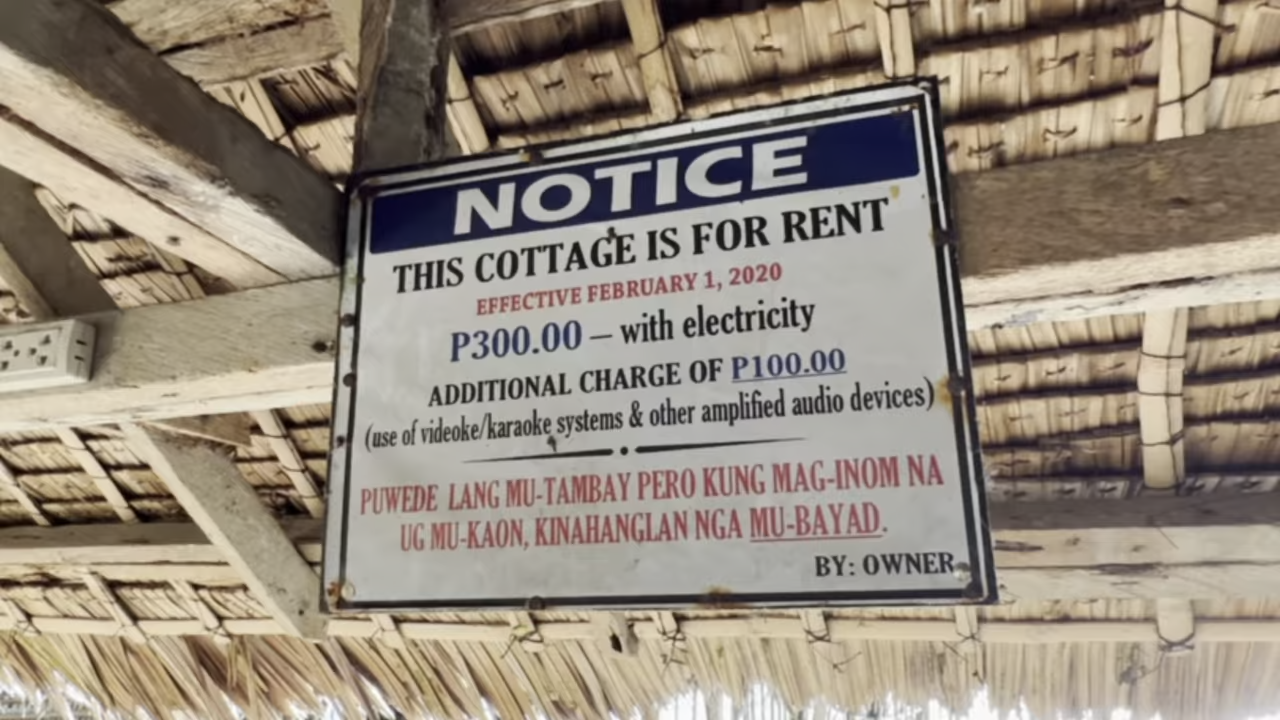 NOTICE
THIS COTTAGE IS FOR RENT
EFFECTIVE FEBRUARY 1, 2020
P300.00 – with electricity
ADDITIONAL CHARGE OF P100.00
(use of videoke/karaoke systems & other amplified audio devices)
PUWEDE LANG MU-TAMBAY PERO KUNG MAG-INOM NA
UG MU-KAON, KINAHANGLAN NGA MU-BAYAD.
BY: OWNER